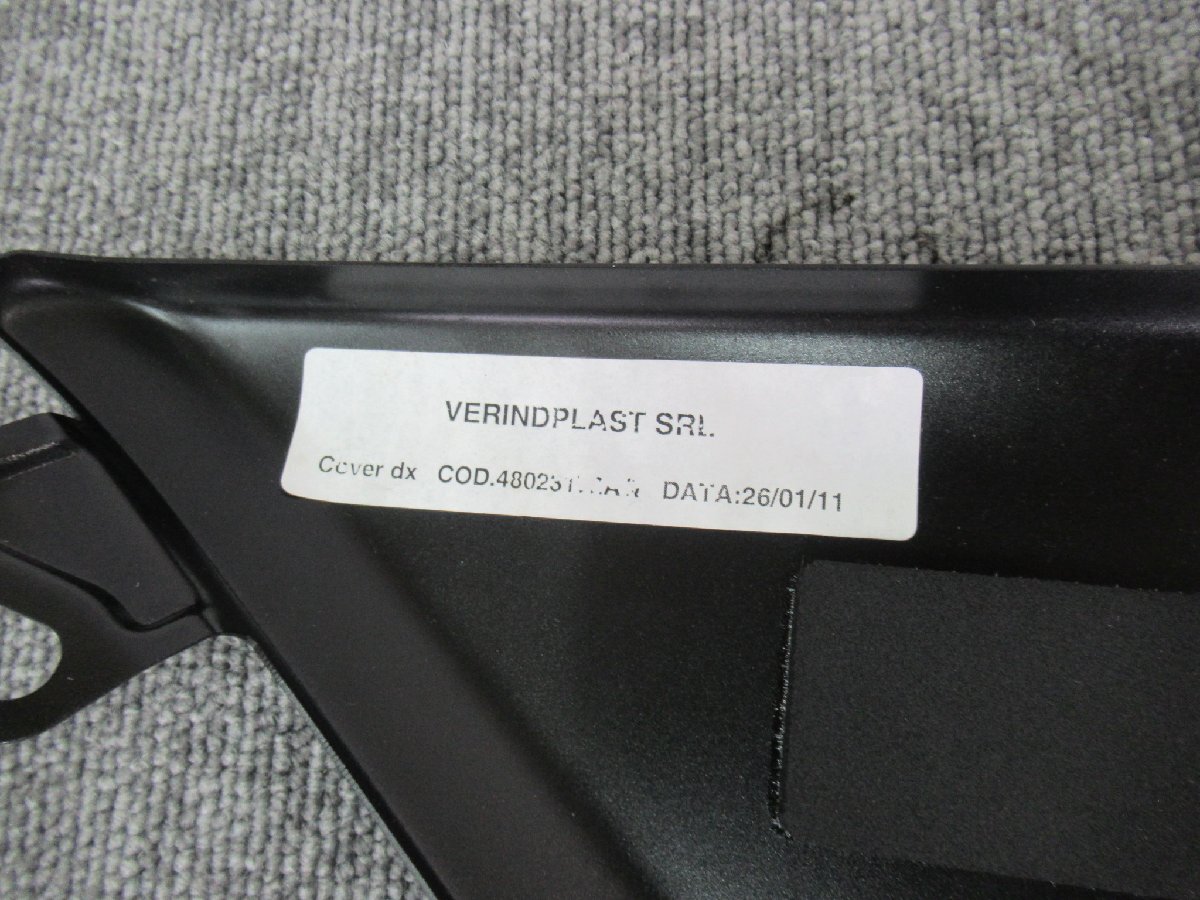 VERINDPLAST SRL
Cover dx DATA:26/01/11